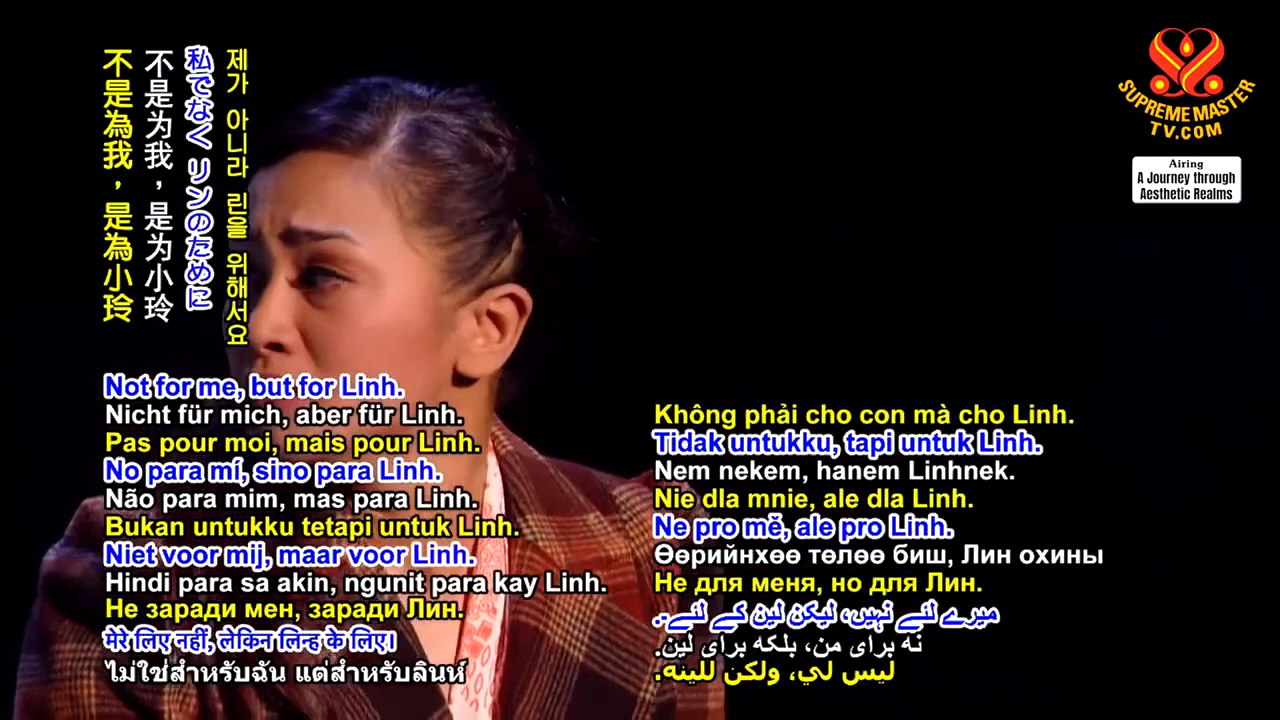 不是為我，是為小玲
不是为我，是为小玲
私でなく リンのために
제가 아니라 린을 위해서요
SUPREME MASTER
TV.COM
Airing
A Journey through
Aesthetic Realms
Not for me, but for Linh.
Nicht für mich, aber für Linh.
Pas pour moi, mais pour Linh.
No para mí, sino para Linh.
Não para mim, mas para Linh.
Bukan untukku tetapi untuk Linh.
Niet voor mij, maar voor Linh.
Hindi para sa akin, ngunit para kay Linh.
Не заради мен, заради Лин.
मेरे लिए नहीं, लेकिन लिन्ह के लिए।
ไม่ใช่สำหรับฉัน แต่สำหรับลินห์
Không phải cho con mà cho Linh.
Tidak untukku, tapi untuk Linh.
Nem nekem, hanem Linhnek.
Nie dla mnie, ale dla Linh.
Ne pro mě, ale pro Linh.
Өөрийнхөө төлөө биш, Лин охины
Не для меня, но для Лин.
میرے لئے نہیں، لیکن لین کے لئے-.
نه برای من، بلکه برای لین.
ليس لي، ولكن للينه.